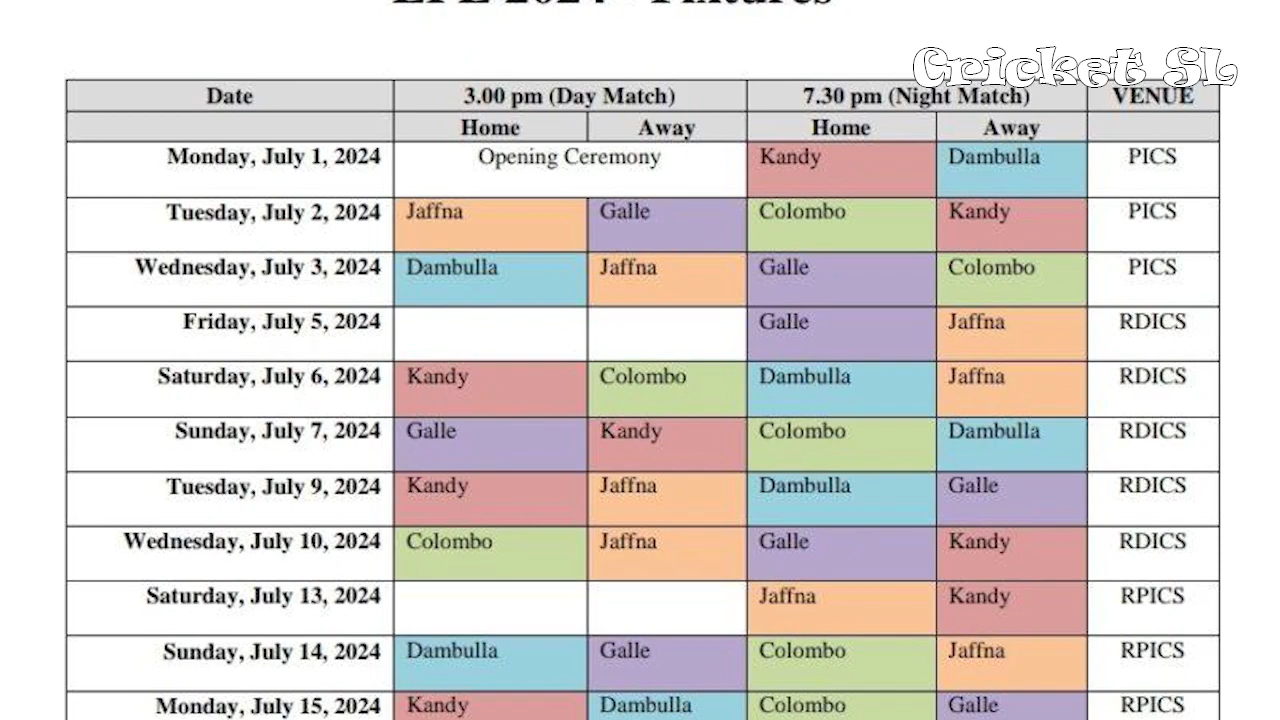 Cricket SL
Date 3.00 pm (Day Match) 7.30 pm (Night Match) VENUE
Home Away Home Away
Monday, July 1, 2024 Opening Ceremony Kandy Dambulla PICS
Tuesday, July 2, 2024 Jaffna Galle Colombo Kandy PICS
Wednesday, July 3, 2024 Dambulla Jaffna Galle Colombo PICS
Friday, July 5, 2024 Galle Jaffna RDICS
Saturday, July 6, 2024 Kandy Colombo Dambulla Jaffna RDICS
Sunday, July 7, 2024 Galle Kandy Colombo Dambulla RDICS
Tuesday, July 9, 2024 Kandy Jaffna Dambulla Galle RDICS
Wednesday, July 10, 2024 Colombo Jaffna Galle Kandy RDICS
Saturday, July 13, 2024 Jaffna Kandy RPICS
Sunday, July 14, 2024 Dambulla Galle Colombo Jaffna RPICS
Monday, July 15, 2024 Kandy Dambulla Colombo Galle RPICS